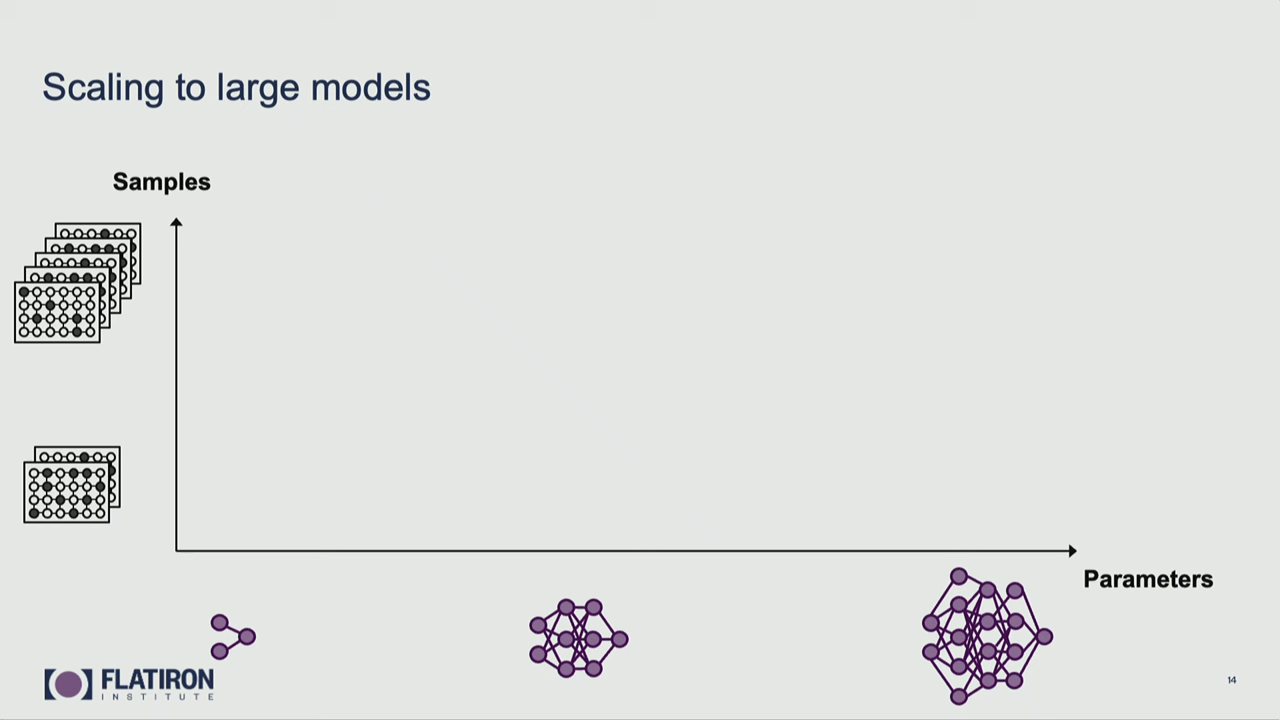 Scaling to large models
Samples
Parameters
FLATIRON
INSTITUTE
14